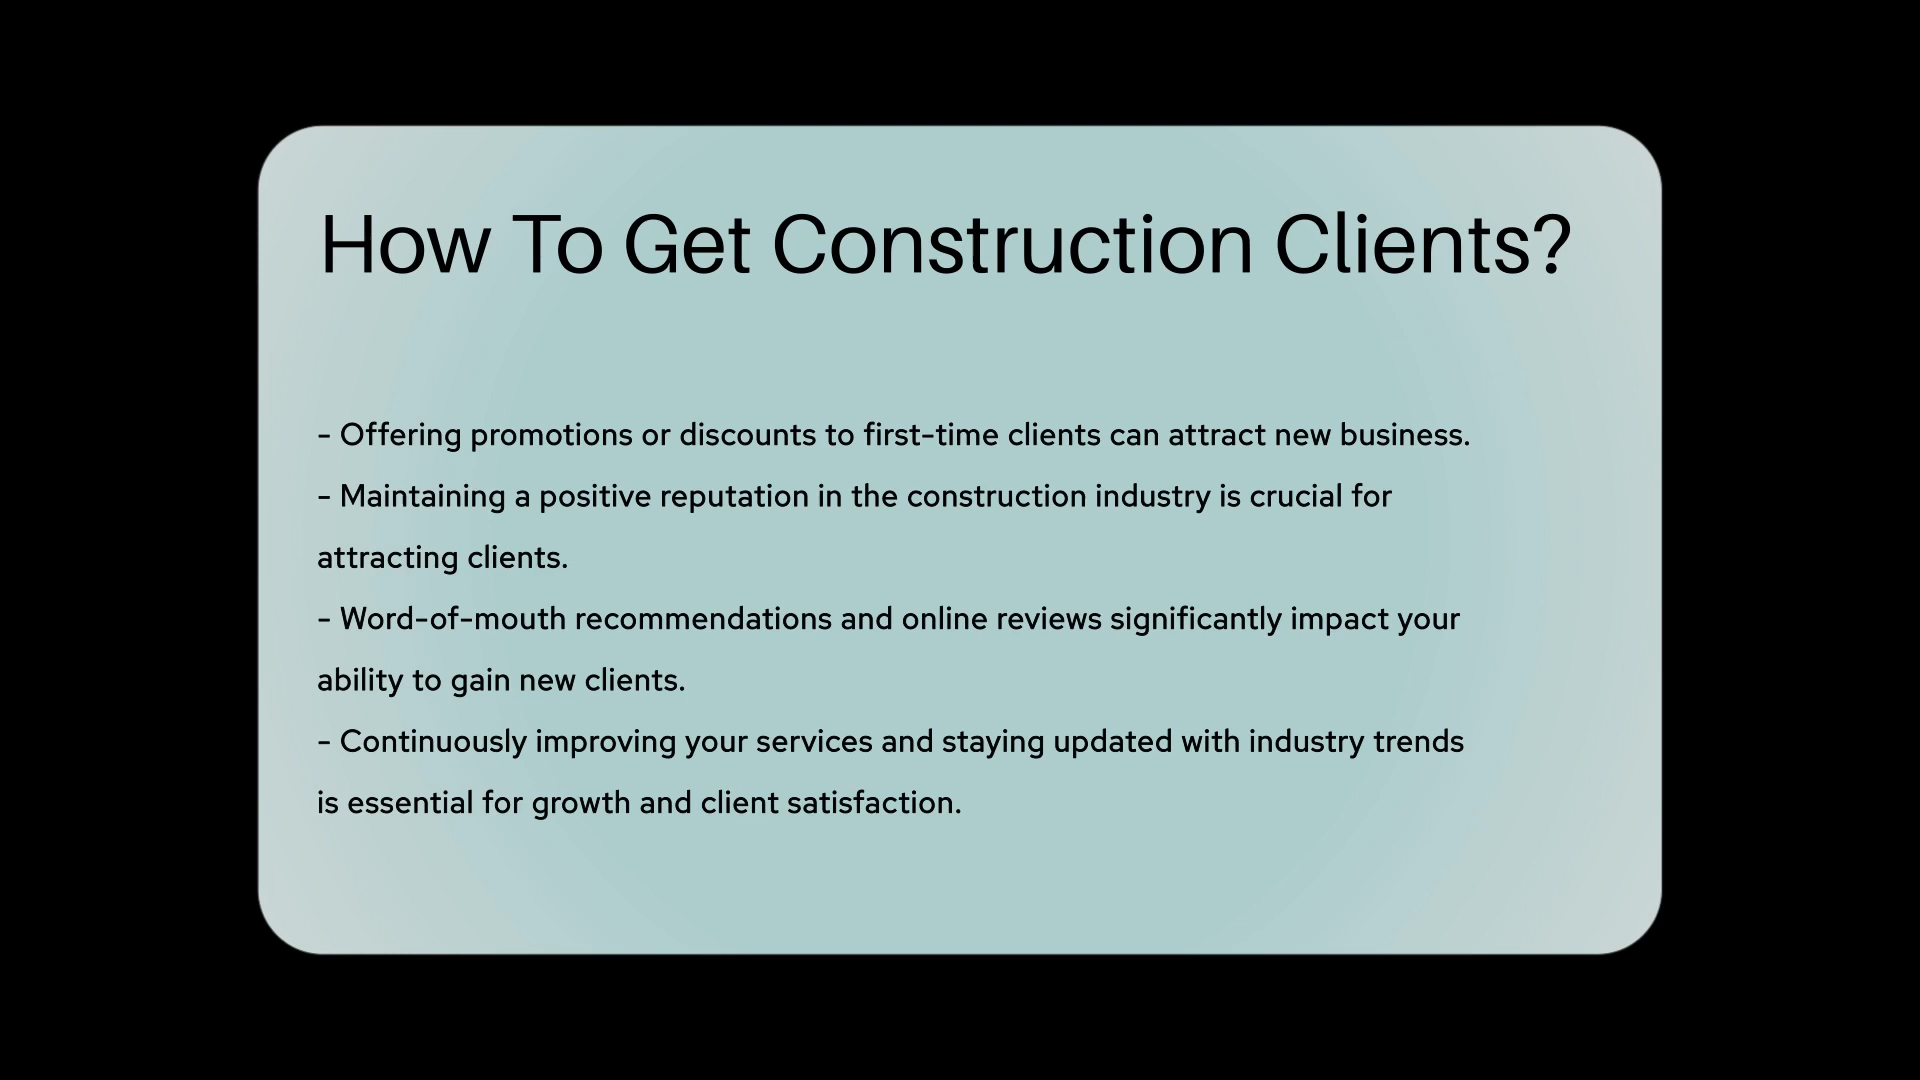 How To Get Construction Clients?
- Offering promotions or discounts to first-time clients can attract new business.
- Maintaining a positive reputation in the construction industry is crucial for
attracting clients.
- Word-of-mouth recommendations and online reviews significantly impact your
ability to gain new clients.
- Continuously improving your services and staying updated with industry trends
is essential for growth and client satisfaction.